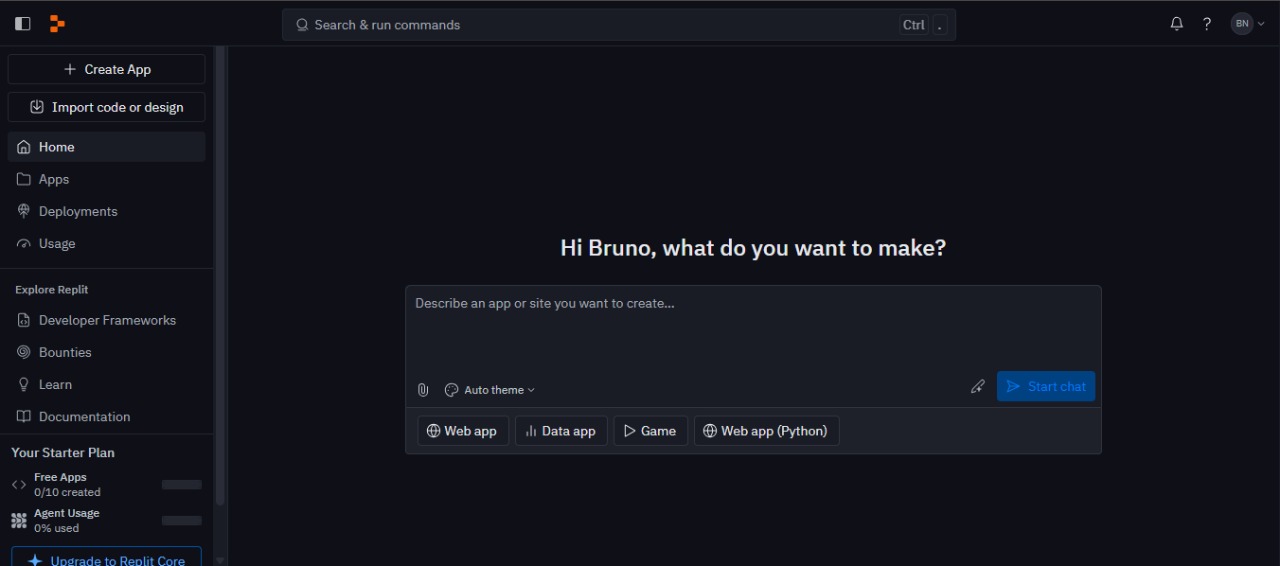 Search & run commands
Ctrl .
BN
Create App
Import code or design
Home
Apps
Deployments
Usage
Explore Replit
Developer Frameworks
Bounties
Learn
Documentation
Your Starter Plan
Free Apps
0/10 created
Agent Usage
0% used
Upgrade to Replit Core
Hi Bruno, what do you want to make?
Describe an app or site you want to create...
Auto theme
Start chat
Web app
Data app
Game
Web app (Python)